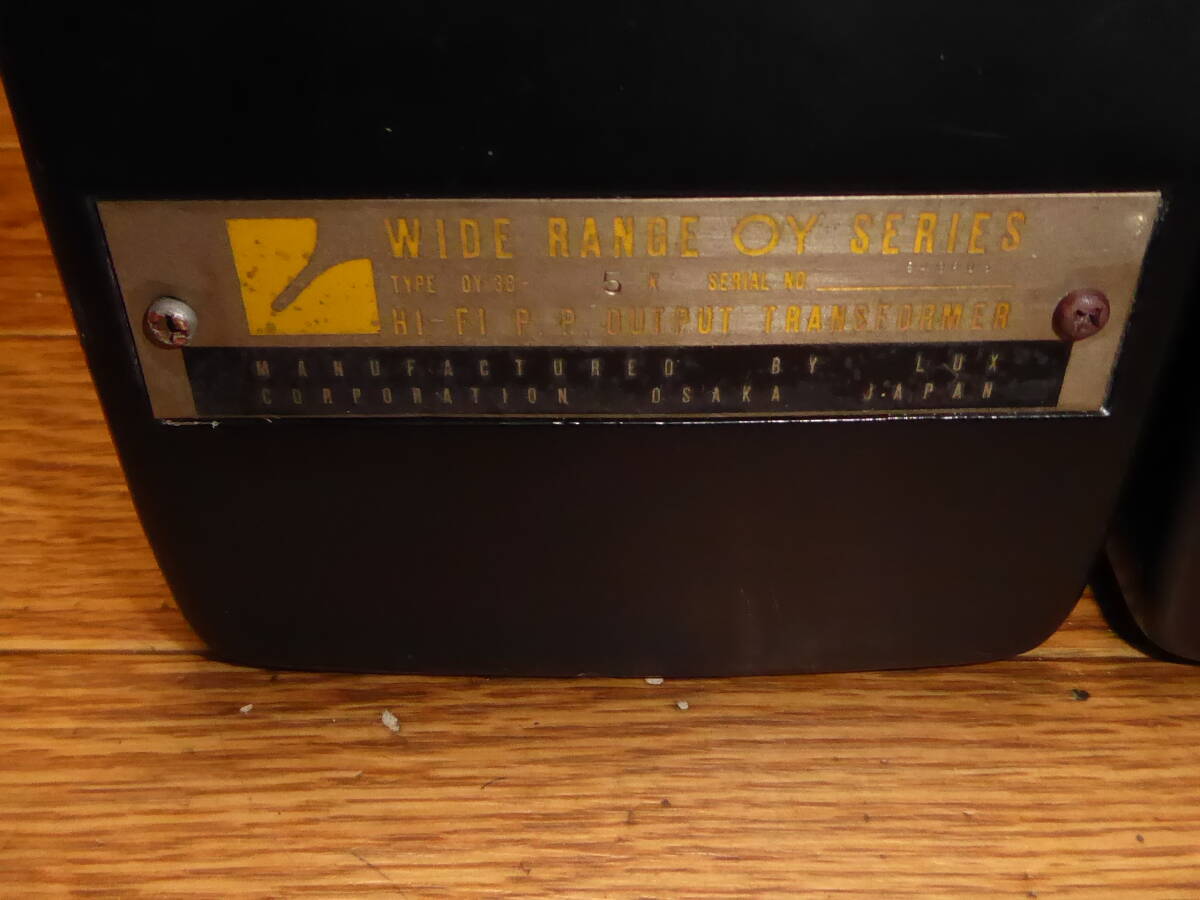 WIDE RANGE OY SERIES
TYPE OY 38- 5 K SERIAL NO.
HI-FI P. P. OUTPUT TRANSFORMER
MANUFACTURED BY LUX
CORPORATION OSAKA JAPAN